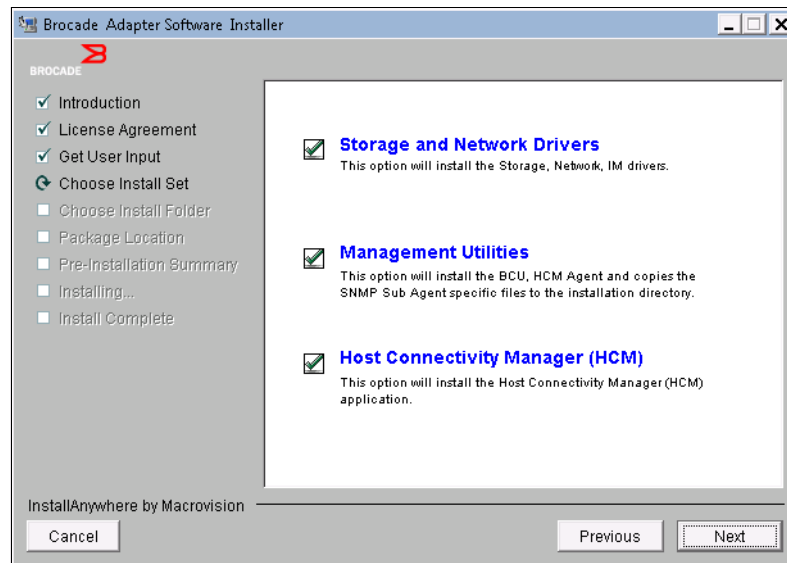 Brocade Adapter Software Installer
BROCADE
Introduction
License Agreement
Get User Input
Choose Install Set
Choose Install Folder
Package Location
Pre-Installation Summary
Installing...
Install Complete
Storage and Network Drivers
This option will install the Storage, Network, IM drivers.
Management Utilities
This option will install the BCU, HCM Agent and copies the
SNMP Sub Agent specific files to the installation directory.
Host Connectivity Manager (HCM)
This option will install the Host Connectivity Manager (HCM)
application.
InstallAnywhere by Macrovision
Cancel
Previous
Next